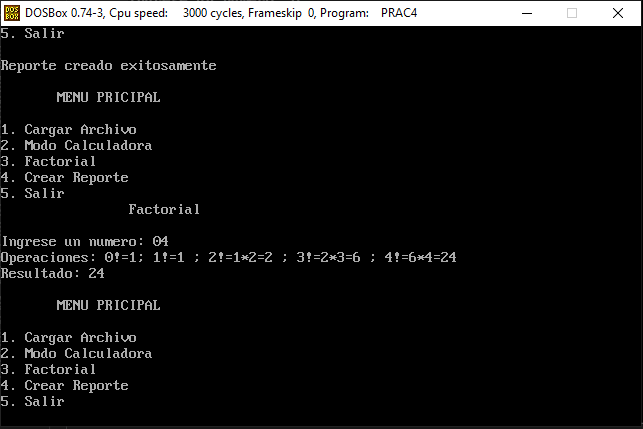 DOSBox 0.74-3, Cpu speed: 3000 cycles, Frameskip 0, Program: PRAC4
5. Salir
Reporte creado exitosamente
MENU PRICIPAL
1. Cargar Archivo
2. Modo Calculadora
3. Factorial
4. Crear Reporte
5. Salir
Factorial
Ingrese un numero: 04
Operaciones: 0!=1; 1!=1 ; 2!=1*2=2 ; 3!=2*3=6 ; 4!=6*4=24
Resultado: 24
MENU PRICIPAL
1. Cargar Archivo
2. Modo Calculadora
3. Factorial
4. Crear Reporte
5. Salir